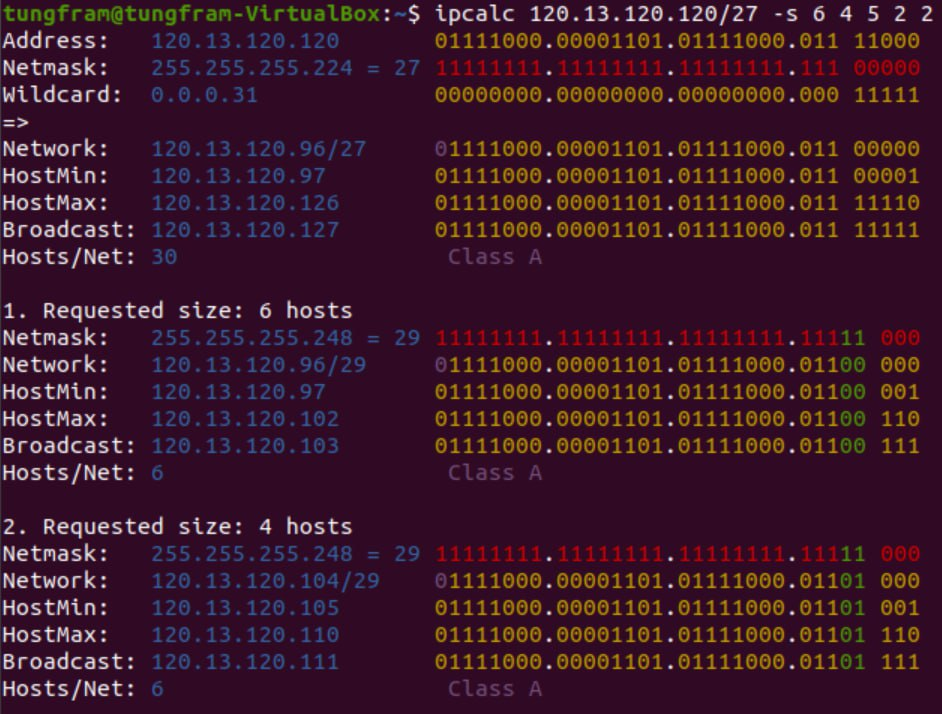 tungfram@tungfram-VirtualBox:~$ ipcalc 120.13.120.120/27 -s 6 4 5 2 2
Address:   120.13.120.120       01111000.00001101.01111000.011 11000
Netmask:   255.255.255.224 = 27 11111111.11111111.11111111.111 00000
Wildcard:  0.0.0.31             00000000.00000000.00000000.000 11111
=>
Network:   120.13.120.96/27     01111000.00001101.01111000.011 00000
HostMin:   120.13.120.97        01111000.00001101.01111000.011 00001
HostMax:   120.13.120.126       01111000.00001101.01111000.011 11110
Broadcast: 120.13.120.127       01111000.00001101.01111000.011 11111
Hosts/Net: 30                    Class A

1. Requested size: 6 hosts
Netmask:   255.255.255.248 = 29 11111111.11111111.11111111.11111 000
Network:   120.13.120.96/29     01111000.00001101.01111000.01100 000
HostMin:   120.13.120.97        01111000.00001101.01111000.01100 001
HostMax:   120.13.120.102       01111000.00001101.01111000.01100 110
Broadcast: 120.13.120.103       01111000.00001101.01111000.01100 111
Hosts/Net: 6                     Class A

2. Requested size: 4 hosts
Netmask:   255.255.255.248 = 29 11111111.11111111.11111111.11111 000
Network:   120.13.120.104/29    01111000.00001101.01111000.01101 000
HostMin:   120.13.120.105       01111000.00001101.01111000.01101 001
HostMax:   120.13.120.110       01111000.00001101.01111000.01101 110
Broadcast: 120.13.120.111       01111000.00001101.01111000.01101 111
Hosts/Net: 6                     Class A